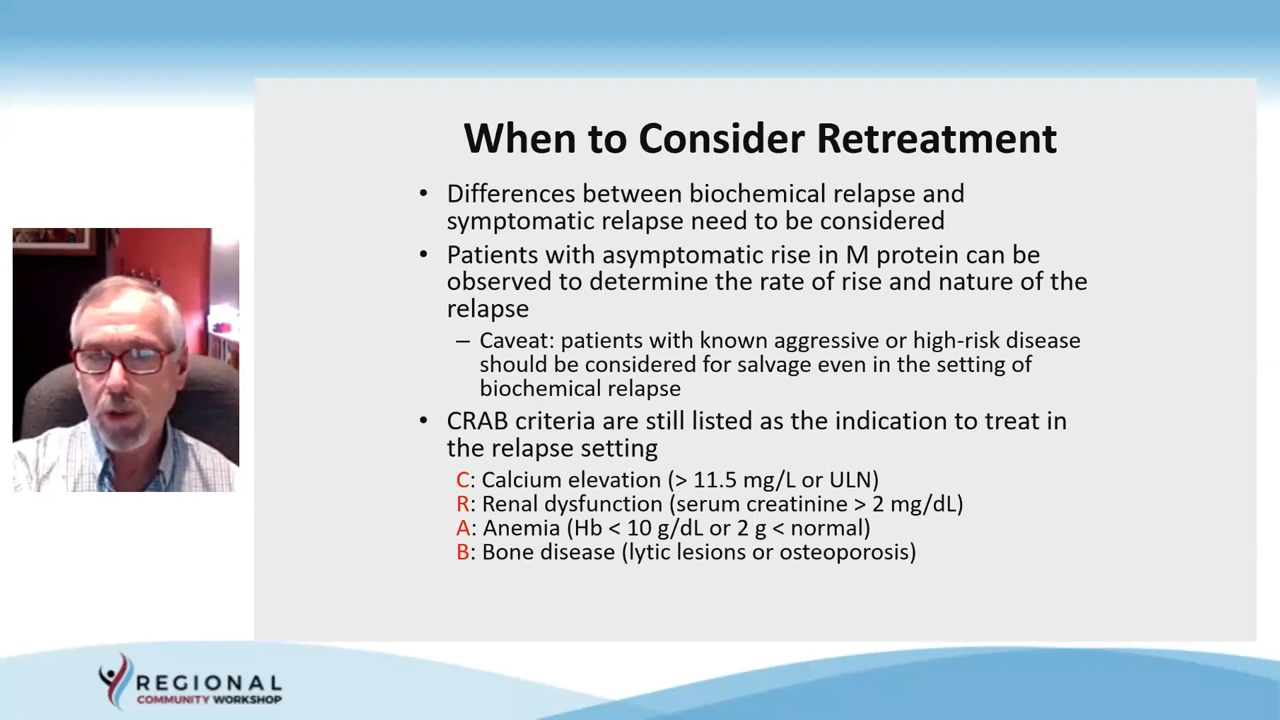 When to Consider Retreatment
• Differences between biochemical relapse and
symptomatic relapse need to be considered
• Patients with asymptomatic rise in M protein can be
observed to determine the rate of rise and nature of the
relapse
– Caveat: patients with known aggressive or high-risk disease
should be considered for salvage even in the setting of
biochemical relapse
• CRAB criteria are still listed as the indication to treat in
the relapse setting
C: Calcium elevation (> 11.5 mg/L or ULN)
R: Renal dysfunction (serum creatinine > 2 mg/dL)
A: Anemia (Hb < 10 g/dL or 2 g < normal)
B: Bone disease (lytic lesions or osteoporosis)
REGIONAL
COMMUNITY WORKSHOP